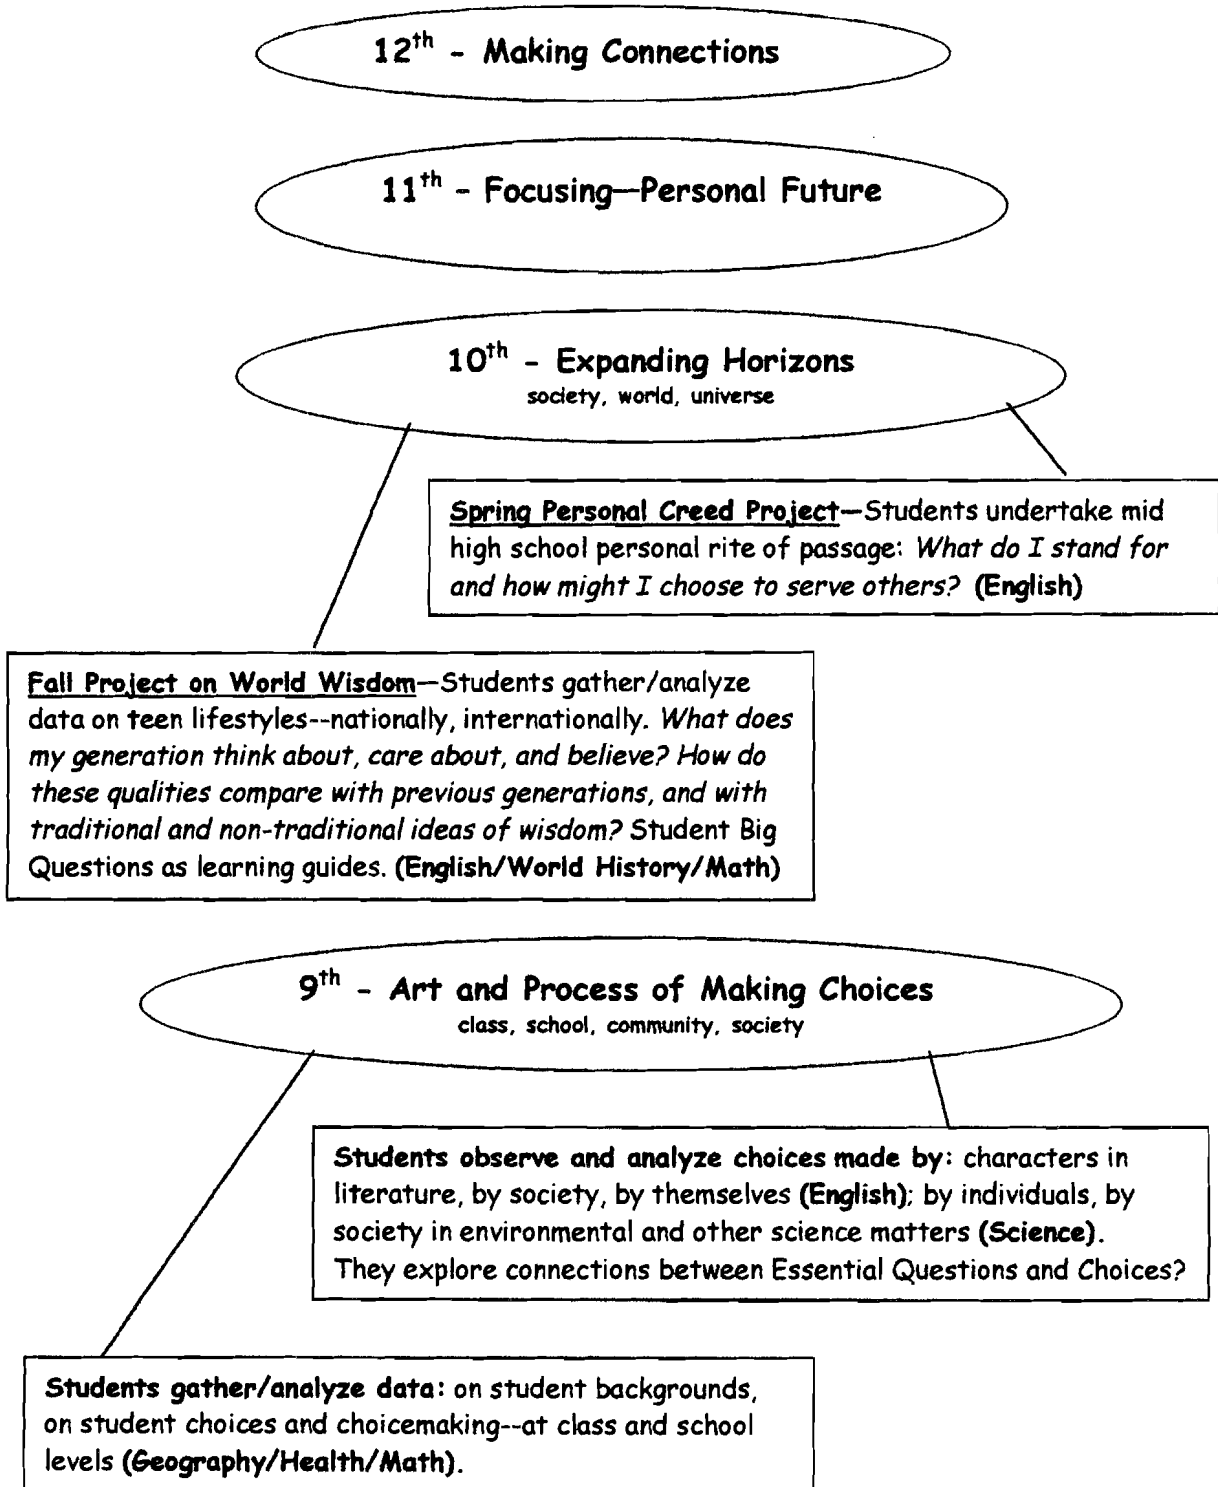 12th - Making Connections
11th - Focusing—Personal Future
10th - Expanding Horizons
society, world, universe
Spring Personal Creed Project—Students undertake mid
high school personal rite of passage: What do I stand for
and how might I choose to serve others? (English)
Fall Project on World Wisdom—Students gather/analyze
data on teen lifestyles--nationally, internationally. What does
my generation think about, care about, and believe? How do
these qualities compare with previous generations, and with
traditional and non-traditional ideas of wisdom? Student Big
Questions as learning guides. (English/World History/Math)
9th - Art and Process of Making Choices
class, school, community, society
Students observe and analyze choices made by: characters in
literature, by society, by themselves (English); by individuals, by
society in environmental and other science matters (Science).
They explore connections between Essential Questions and Choices?
Students gather/analyze data: on student backgrounds,
on student choices and choicemaking--at class and school
levels (Geography/Health/Math).